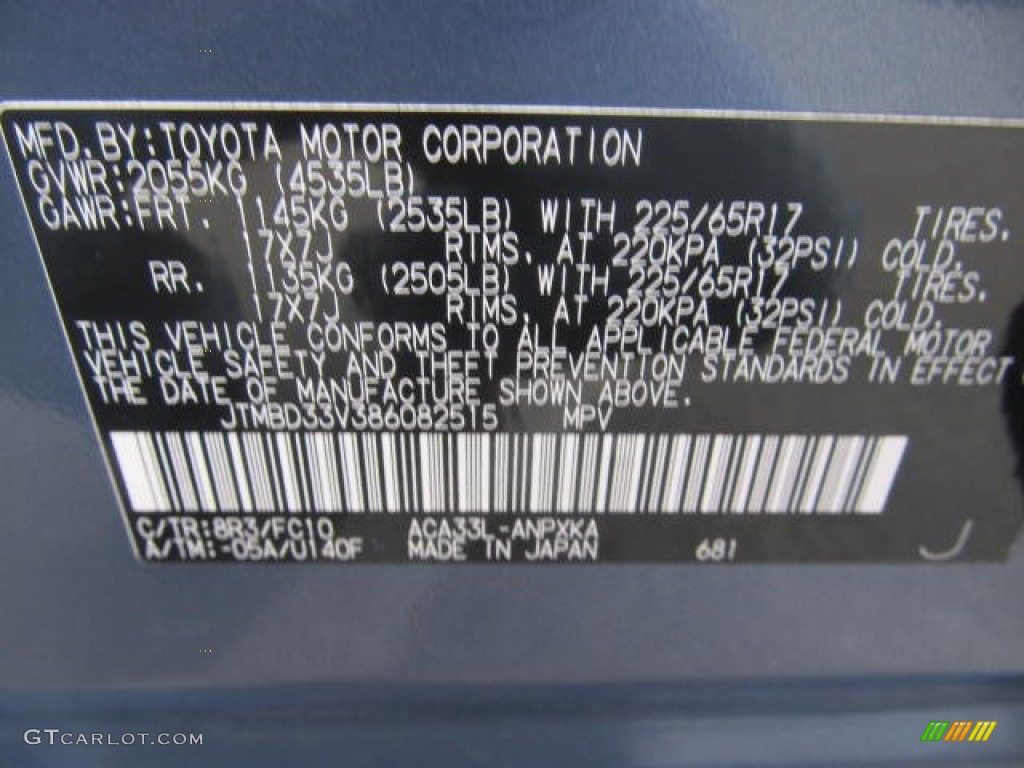 MFD.BY:TOYOTA MOTOR CORPORATION
GVWR:2055KG (4535LB)
GAWR:FRT. 1145KG (2535LB) WITH 225/65R17 TIRES.
17X7J RIMS. AT 220KPA (32PSI) COLD.
RR. 1135KG (2505LB) WITH 225/65R17 TIRES.
17X7J RIMS. AT 220KPA (32PSI) COLD.
THIS VEHICLE CONFORMS TO ALL APPLICABLE FEDERAL MOTOR
VEHICLE SAFETY AND THEFT PREVENTION STANDARDS IN EFFECT
THE DATE OF MANUFACTURE SHOWN ABOVE.
JTMBD33V386082515 MPV
C/TR:8R3/FC10 ACA33L-ANPXKA
A/TM:-05A/U140F MADE IN JAPAN 681 J
GTCARLOT.COM